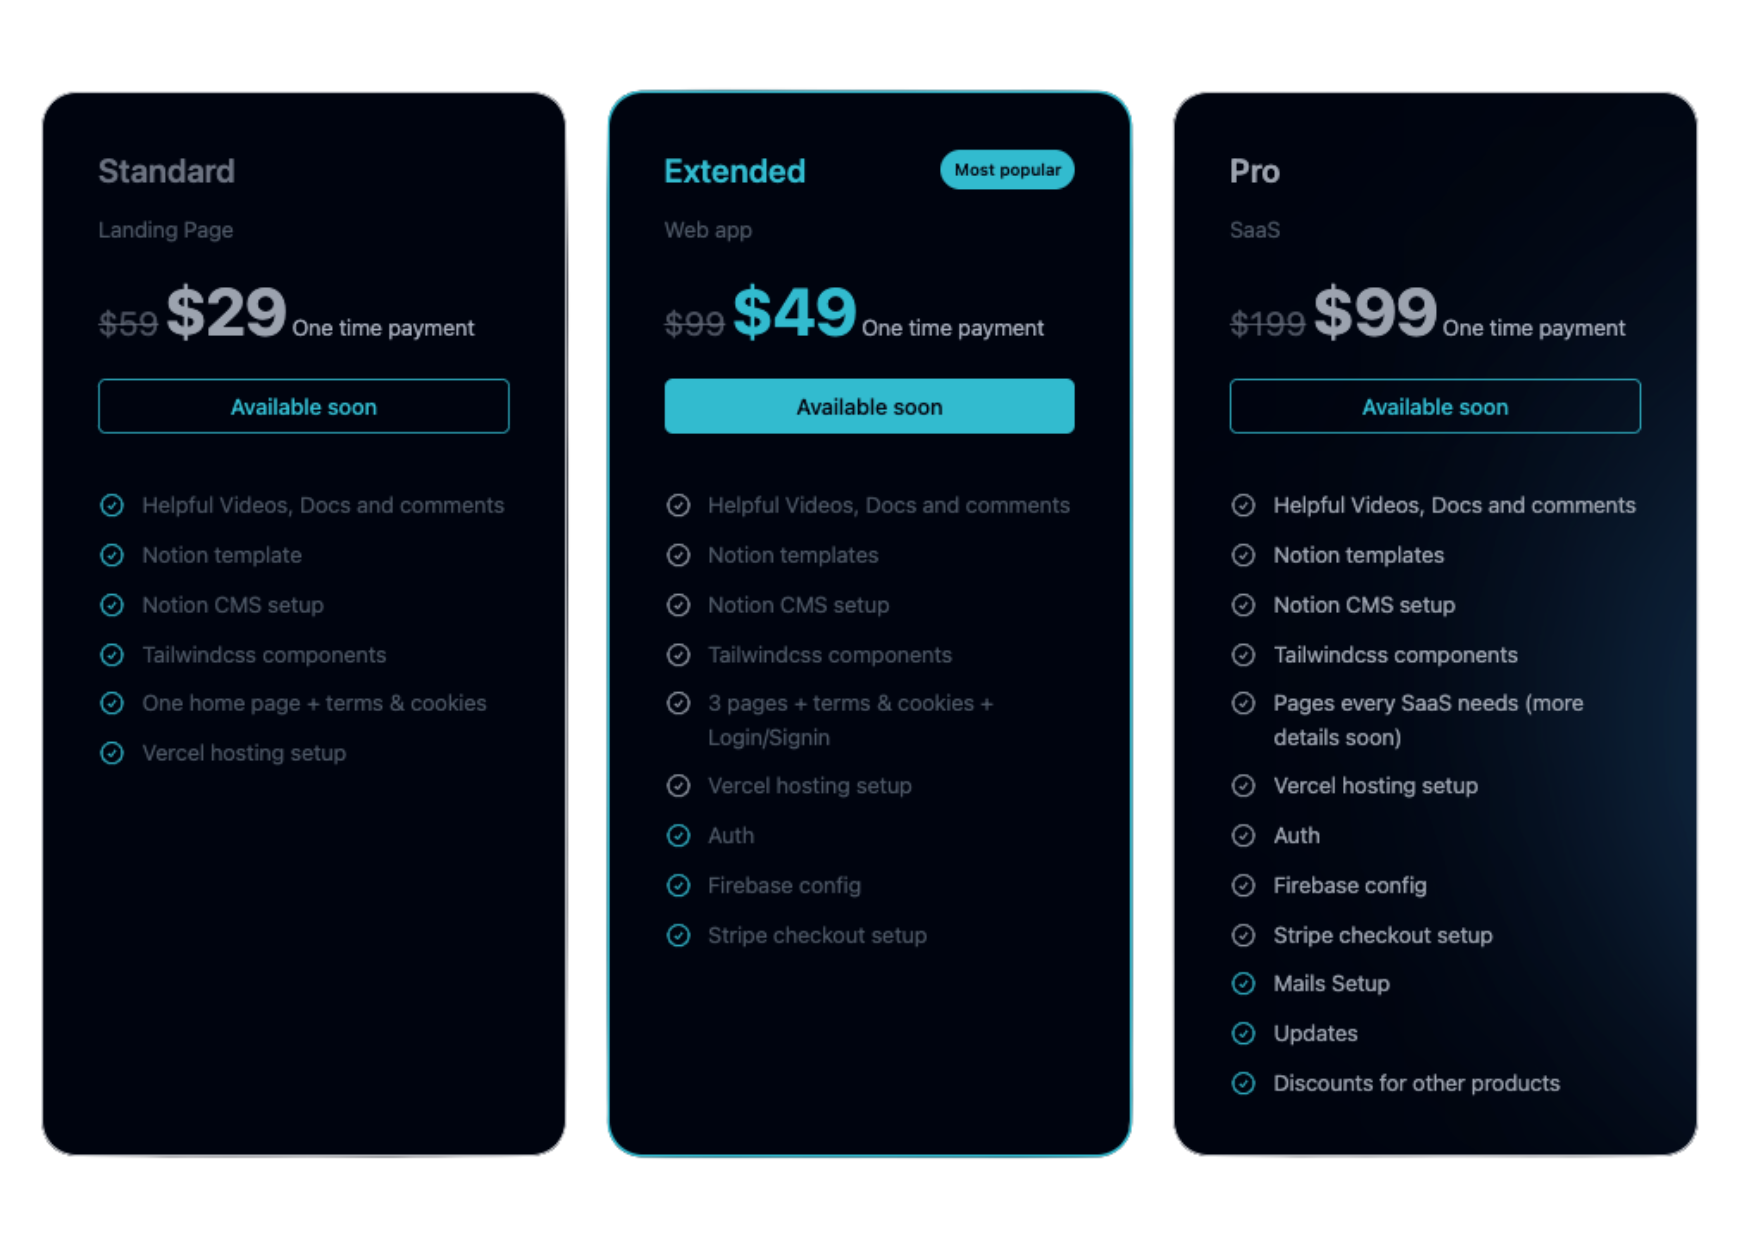 Standard
Landing Page
$59 $29 One time payment
Available soon
Helpful Videos, Docs and comments
Notion template
Notion CMS setup
Tailwindcss components
One home page + terms & cookies
Vercel hosting setup
Extended
Most popular
Web app
$99 $49 One time payment
Available soon
Helpful Videos, Docs and comments
Notion templates
Notion CMS setup
Tailwindcss components
3 pages + terms & cookies +
Login/Signin
Vercel hosting setup
Auth
Firebase config
Stripe checkout setup
Pro
SaaS
$199 $99 One time payment
Available soon
Helpful Videos, Docs and comments
Notion templates
Notion CMS setup
Tailwindcss components
Pages every SaaS needs (more
details soon)
Vercel hosting setup
Auth
Firebase config
Stripe checkout setup
Mails Setup
Updates
Discounts for other products